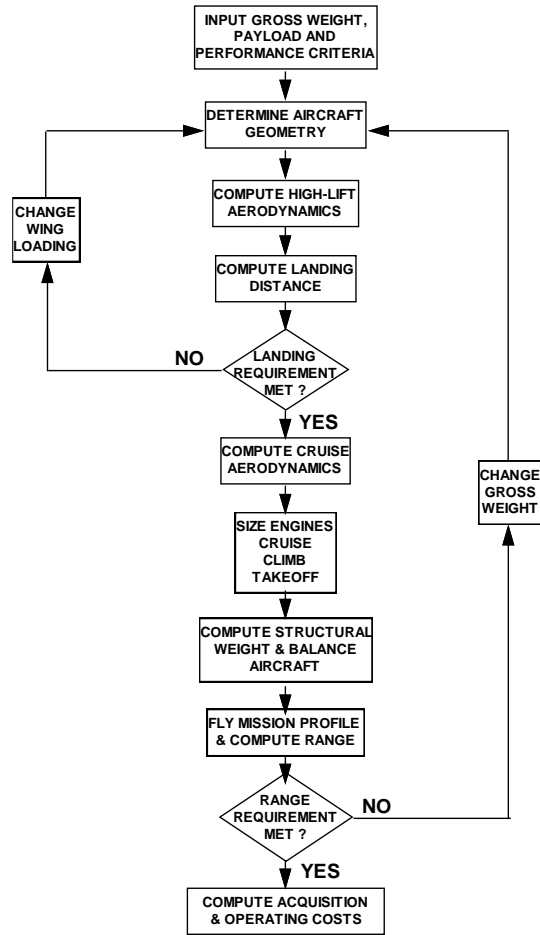 INPUT GROSS WEIGHT,
PAYLOAD AND
PERFORMANCE CRITERIA
DETERMINE AIRCRAFT
GEOMETRY
COMPUTE HIGH-LIFT
AERODYNAMICS
CHANGE
WING
LOADING
COMPUTE LANDING
DISTANCE
NO
LANDING
REQUIREMENT
MET ?
YES
COMPUTE CRUISE
AERODYNAMICS
CHANGE
GROSS
WEIGHT
SIZE ENGINES
CRUISE
CLIMB
TAKEOFF
COMPUTE STRUCTURAL
WEIGHT & BALANCE
AIRCRAFT
FLY MISSION PROFILE
& COMPUTE RANGE
RANGE
REQUIREMENT
MET ?
NO
YES
COMPUTE ACQUISITION
& OPERATING COSTS